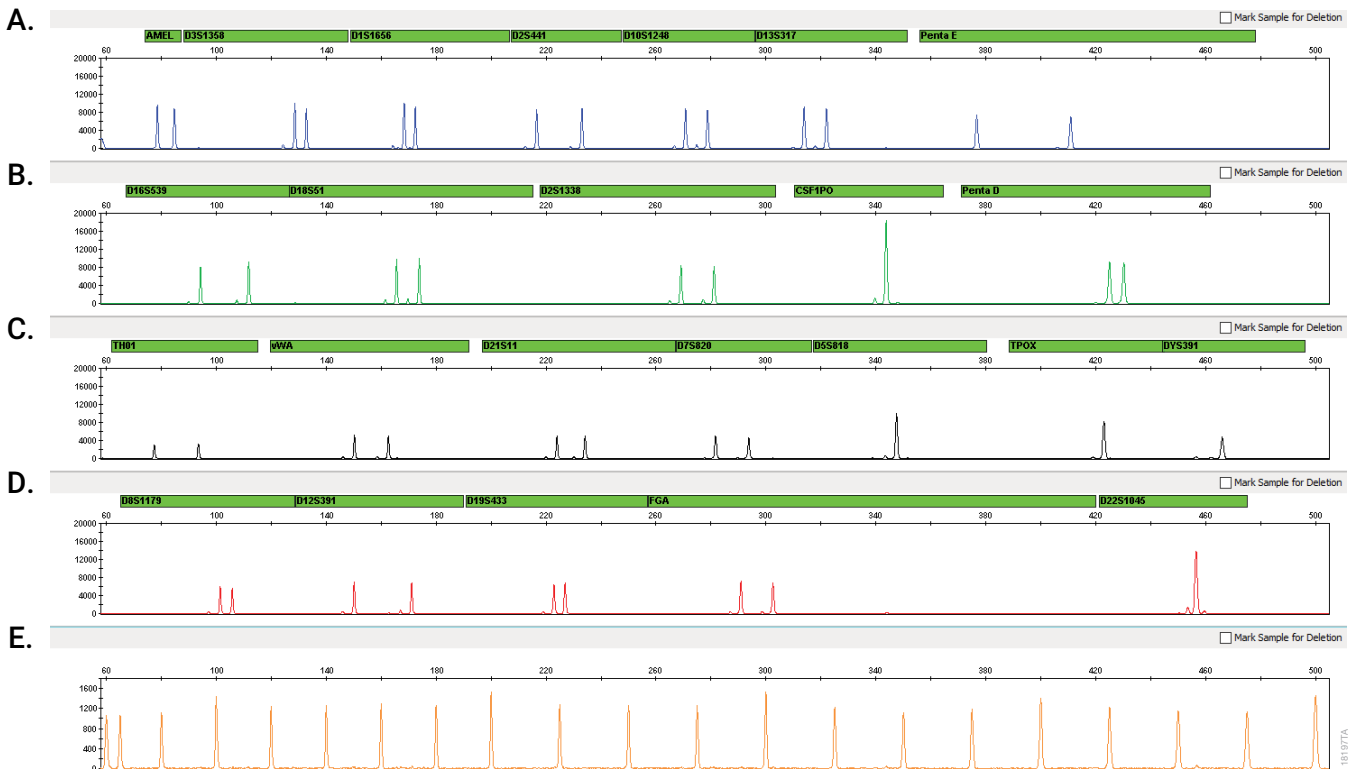 A.
Mark Sample for Deletion
AMEL D3S1358 D1S1656 D2S441 D10S1248 D13S317 Penta E
60 100 140 180 220 260 300 340 380 420 460 500
20000
16000
12000
8000
4000
0
B.
Mark Sample for Deletion
D16S539 D18S51 D2S1338 CSF1PO Penta D
60 100 140 180 220 260 300 340 380 420 460 500
20000
16000
12000
8000
4000
0
C.
Mark Sample for Deletion
TH01 vWA D21S11 D7S820 D5S818 TPOX DYS391
60 100 140 180 220 260 300 340 380 420 460 500
20000
16000
12000
8000
4000
0
D.
Mark Sample for Deletion
D8S1179 D12S391 D19S433 FGA D22S1045
60 100 140 180 220 260 300 340 380 420 460 500
20000
16000
12000
8000
4000
0
E.
Mark Sample for Deletion
60 100 140 180 220 260 300 340 380 420 460 500
1600
1200
800
400
0
18197TA